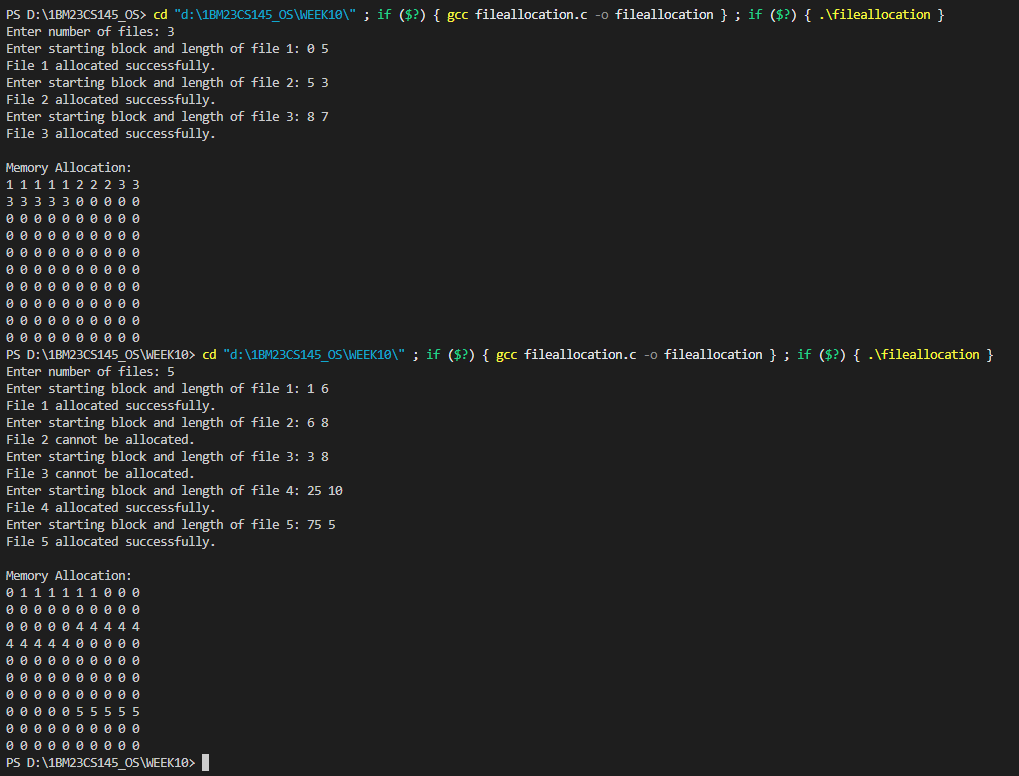 PS D:\1BM23CS145_OS> cd "d:\1BM23CS145_OS\WEEK10\" ; if ($?) { gcc fileallocation.c -o fileallocation } ; if ($?) { .\fileallocation }
Enter number of files: 3
Enter starting block and length of file 1: 0 5
File 1 allocated successfully.
Enter starting block and length of file 2: 5 3
File 2 allocated successfully.
Enter starting block and length of file 3: 8 7
File 3 allocated successfully.

Memory Allocation:
1 1 1 1 1 2 2 2 3 3
3 3 3 3 3 0 0 0 0 0
0 0 0 0 0 0 0 0 0 0
0 0 0 0 0 0 0 0 0 0
0 0 0 0 0 0 0 0 0 0
0 0 0 0 0 0 0 0 0 0
0 0 0 0 0 0 0 0 0 0
0 0 0 0 0 0 0 0 0 0
0 0 0 0 0 0 0 0 0 0
0 0 0 0 0 0 0 0 0 0
PS D:\1BM23CS145_OS\WEEK10> cd "d:\1BM23CS145_OS\WEEK10\" ; if ($?) { gcc fileallocation.c -o fileallocation } ; if ($?) { .\fileallocation }
Enter number of files: 5
Enter starting block and length of file 1: 1 6
File 1 allocated successfully.
Enter starting block and length of file 2: 6 8
File 2 cannot be allocated.
Enter starting block and length of file 3: 3 8
File 3 cannot be allocated.
Enter starting block and length of file 4: 25 10
File 4 allocated successfully.
Enter starting block and length of file 5: 75 5
File 5 allocated successfully.

Memory Allocation:
0 1 1 1 1 1 1 0 0 0
0 0 0 0 0 0 0 0 0 0
0 0 0 0 0 4 4 4 4 4
4 4 4 4 4 0 0 0 0 0
0 0 0 0 0 0 0 0 0 0
0 0 0 0 0 0 0 0 0 0
0 0 0 0 0 0 0 0 0 0
0 0 0 0 0 5 5 5 5 5
0 0 0 0 0 0 0 0 0 0
0 0 0 0 0 0 0 0 0 0
PS D:\1BM23CS145_OS\WEEK10>